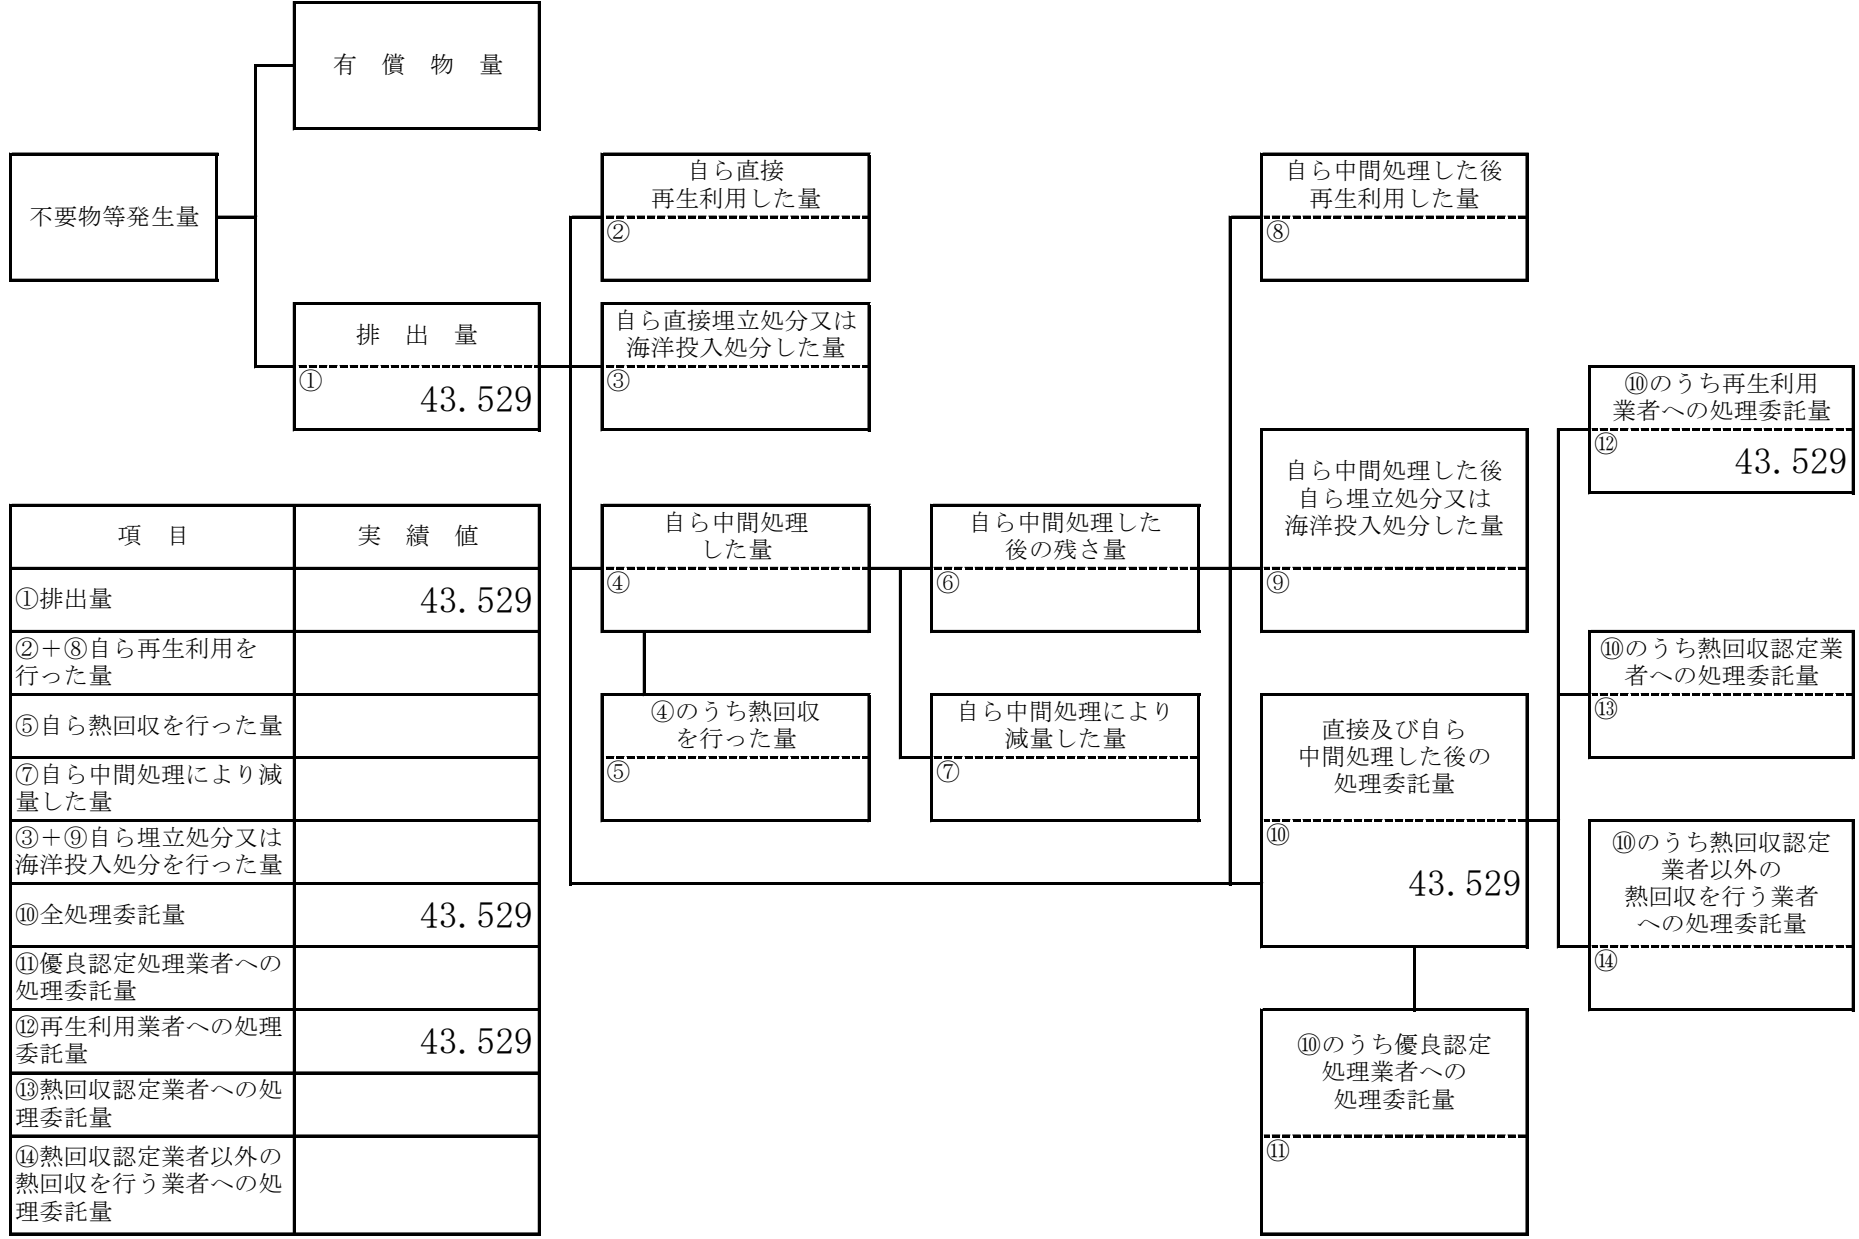 有　償　物　量
不要物等発生量
排　出　量
①
43.529
自ら直接
再生利用した量
②
自ら直接埋立処分又は
海洋投入処分した量
③
自ら中間処理
した量
④
④のうち熱回収
を行った量
⑤
自ら中間処理した
後の残さ量
⑥
自ら中間処理により
減量した量
⑦
自ら中間処理した後
再生利用した量
⑧
自ら中間処理した後
自ら埋立処分又は
海洋投入処分した量
⑨
直接及び自ら
中間処理した後の
処理委託量
⑩
43.529
⑩のうち優良認定
処理業者への
処理委託量
⑪
⑩のうち再生利用
業者への処理委託量
⑫
43.529
⑩のうち熱回収認定業
者への処理委託量
⑬
⑩のうち熱回収認定
業者以外の
熱回収を行う業者
への処理委託量
⑭
項　目　実　績　値
①排出量　43.529
②＋⑧自ら再生利用を
行った量
⑤自ら熱回収を行った量
⑦自ら中間処理により減
量した量
③＋⑨自ら埋立処分又は
海洋投入処分を行った量
⑩全処理委託量　43.529
⑪優良認定処理業者への
処理委託量
⑫再生利用業者への処理
委託量　43.529
⑬熱回収認定業者への処
理委託量
⑭熱回収認定業者以外の
熱回収を行う業者への処
理委託量